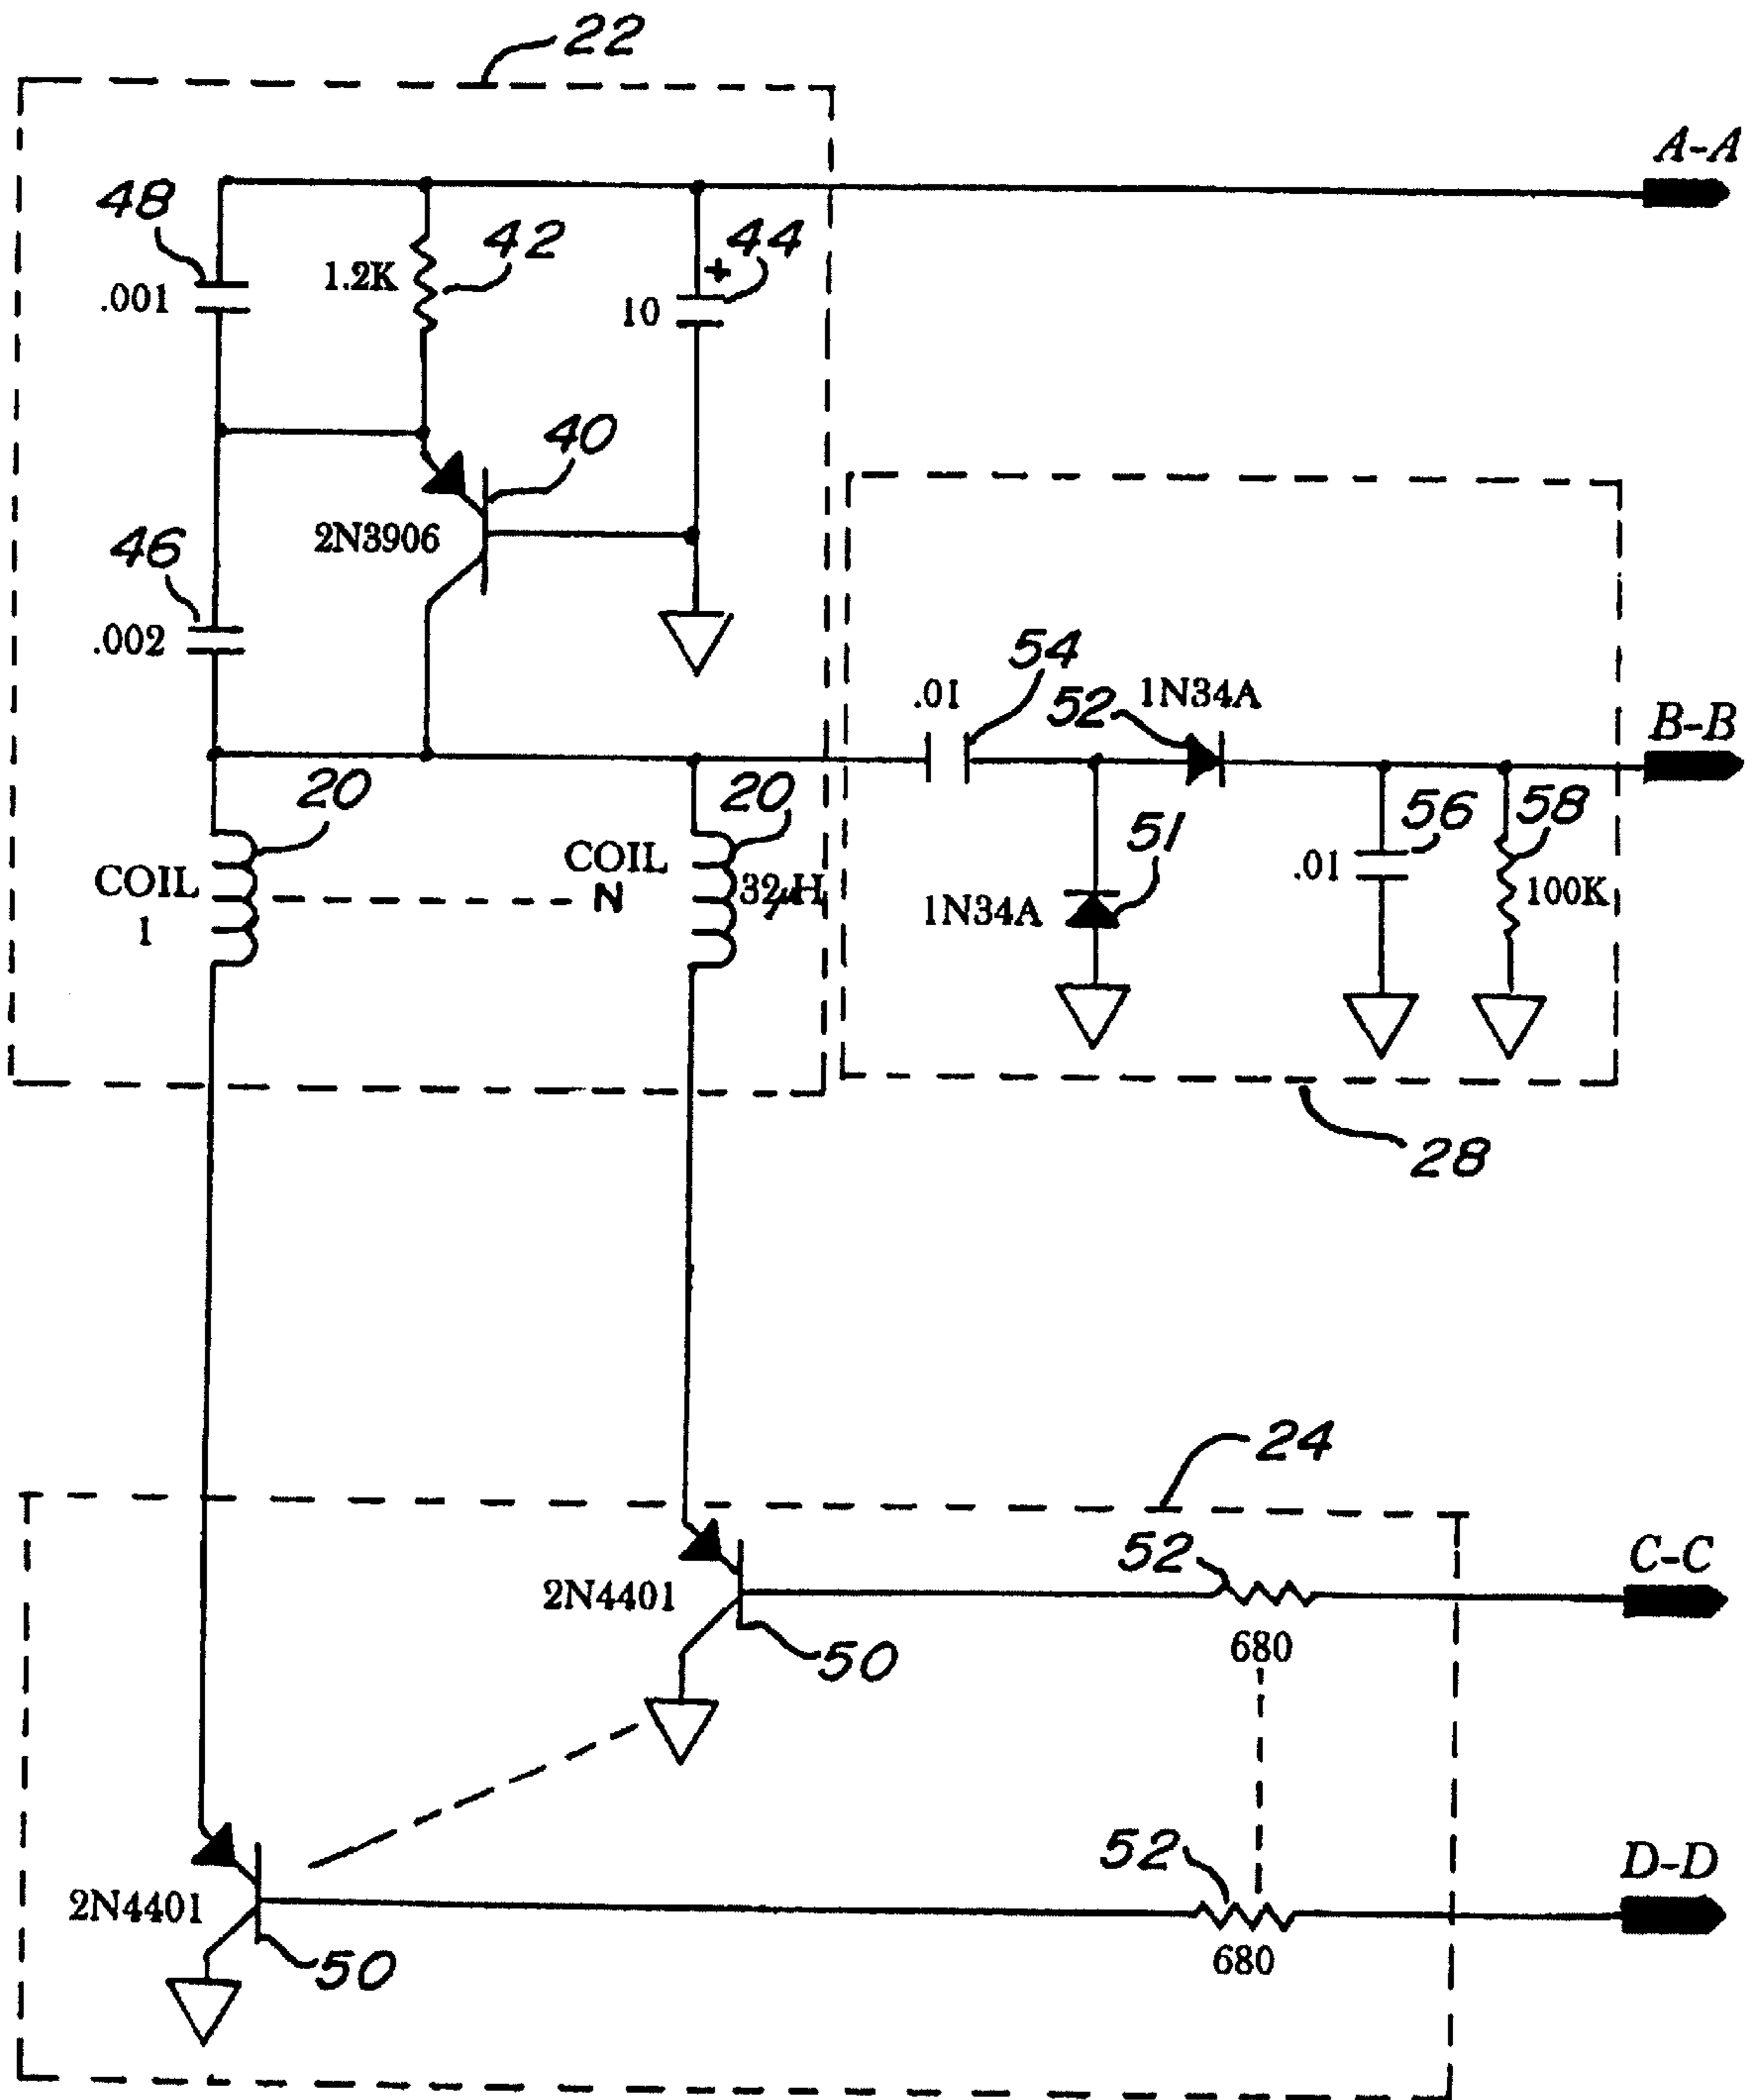 22
A-A
48
42
44
.001
1.2K
+
10
40
2N3906
46
.002
54
.01
52
1N34A
B-B
20
20
51
56
58
COIL
1
COIL
N
32µH
1N34A
.01
100K
28
24
52
C-C
2N4401
50
680
52
D-D
2N4401
50
680